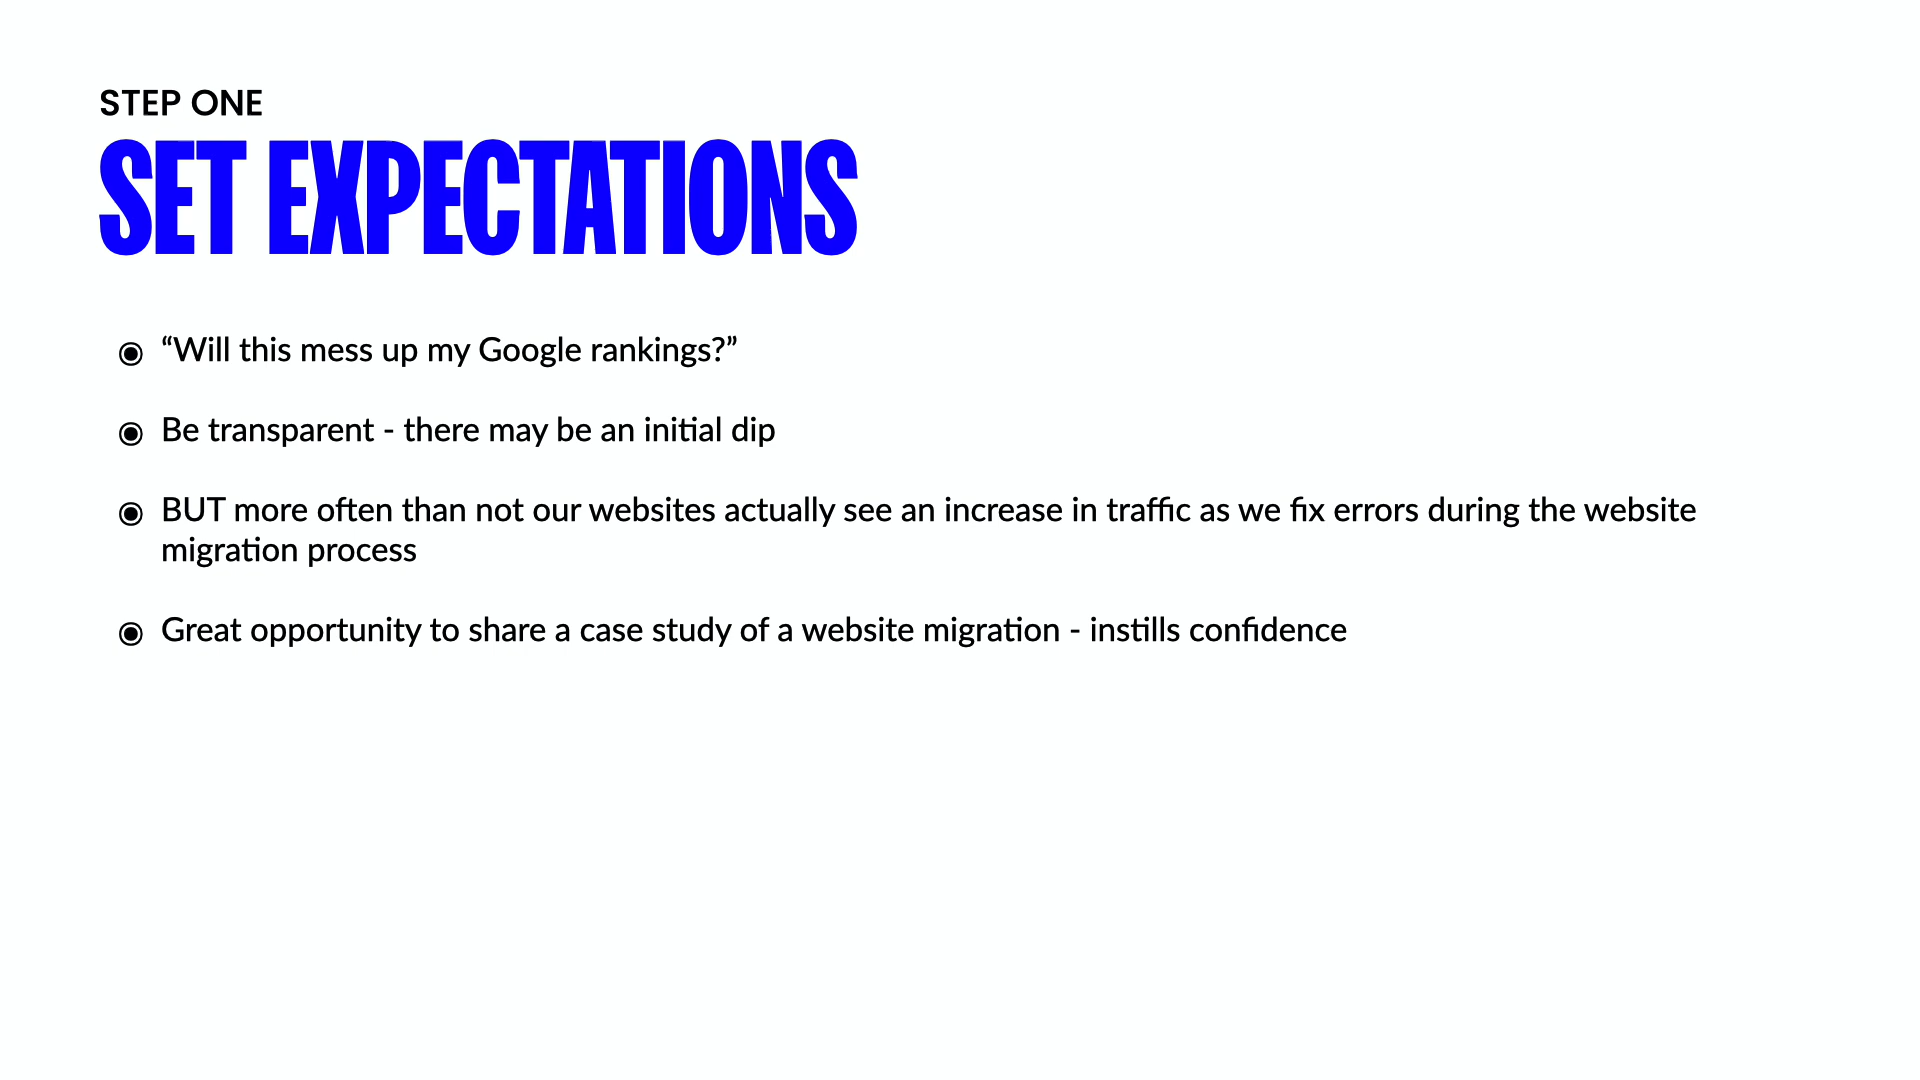 STEP ONE
SET EXPECTATIONS
◉ “Will this mess up my Google rankings?”
◉ Be transparent - there may be an initial dip
◉ BUT more often than not our websites actually see an increase in traffic as we fix errors during the website
migration process
◉ Great opportunity to share a case study of a website migration - instills confidence